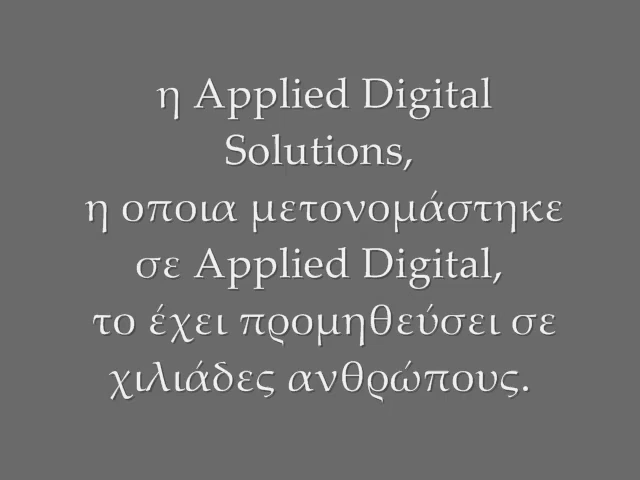 η Applied Digital
Solutions,
η οποια μετονομάστηκε
σε Applied Digital,
το έχει προμηθεύσει σε
χιλιάδες ανθρώπους.